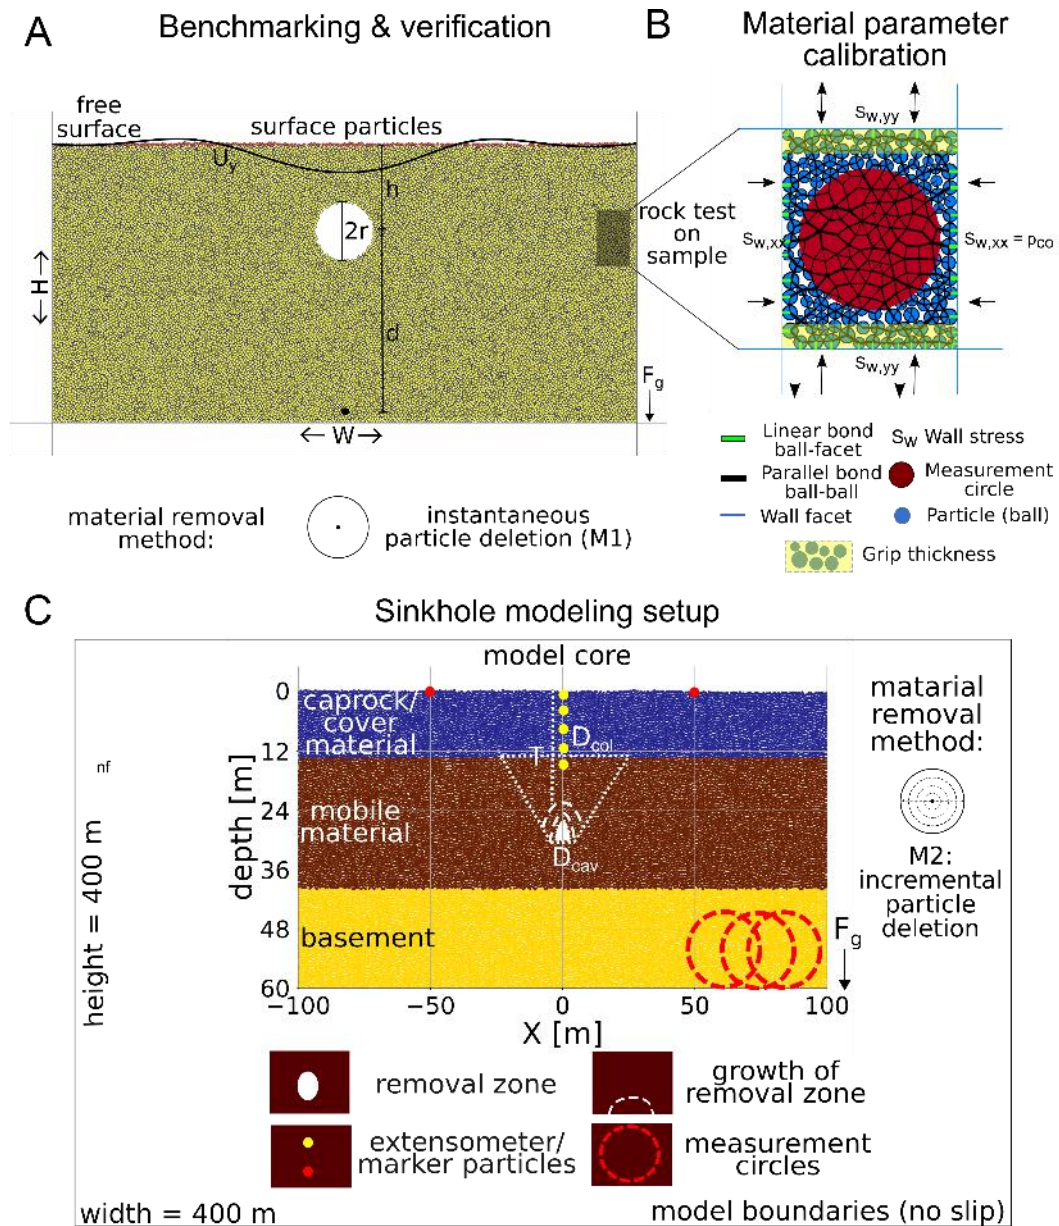 A
Benchmarking & verification
free
surface
surface particles
Uy
h
2r
← H →
d
rock test
on
sample
Fg
← W →
material removal
method:
instantaneous
particle deletion (M1)
B
Material parameter
calibration
Sw,yy
Sw,xx
Sw,xx = pco
Sw,yy
Linear bond
ball-facet
Sw Wall stress
Parallel bond
ball-ball
Measurement
circle
Wall facet
Particle (ball)
Grip thickness
C
Sinkhole modeling setup
model core
0
12
24
36
48
60
depth [m]
caprock/
cover material
T
Dcol
mobile
material
Dcav
basement
−100
−50
0
50
100
X [m]
nf
height = 400 m
matarial
removal
method:
M2:
incremental
particle
deletion
Fg
removal zone
growth of
removal zone
extensometer/
marker particles
measurement
circles
width = 400 m
model boundaries (no slip)